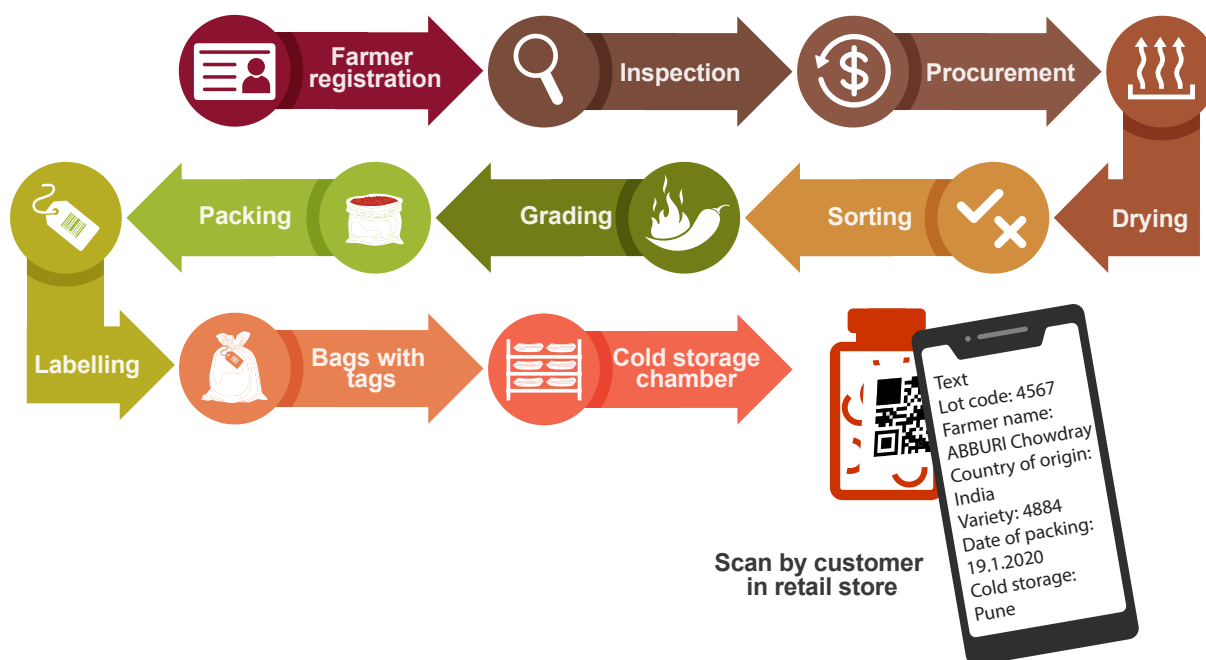 Farmer
registration
Inspection
Procurement
Drying
Sorting
Grading
Packing
Labelling
Bags with
tags
Cold storage
chamber
Text
Lot code: 4567
Farmer name:
ABBURI Chowdray
Country of origin:
India
Variety: 4884
Date of packing:
19.1.2020
Cold storage:
Pune
Scan by customer
in retail store